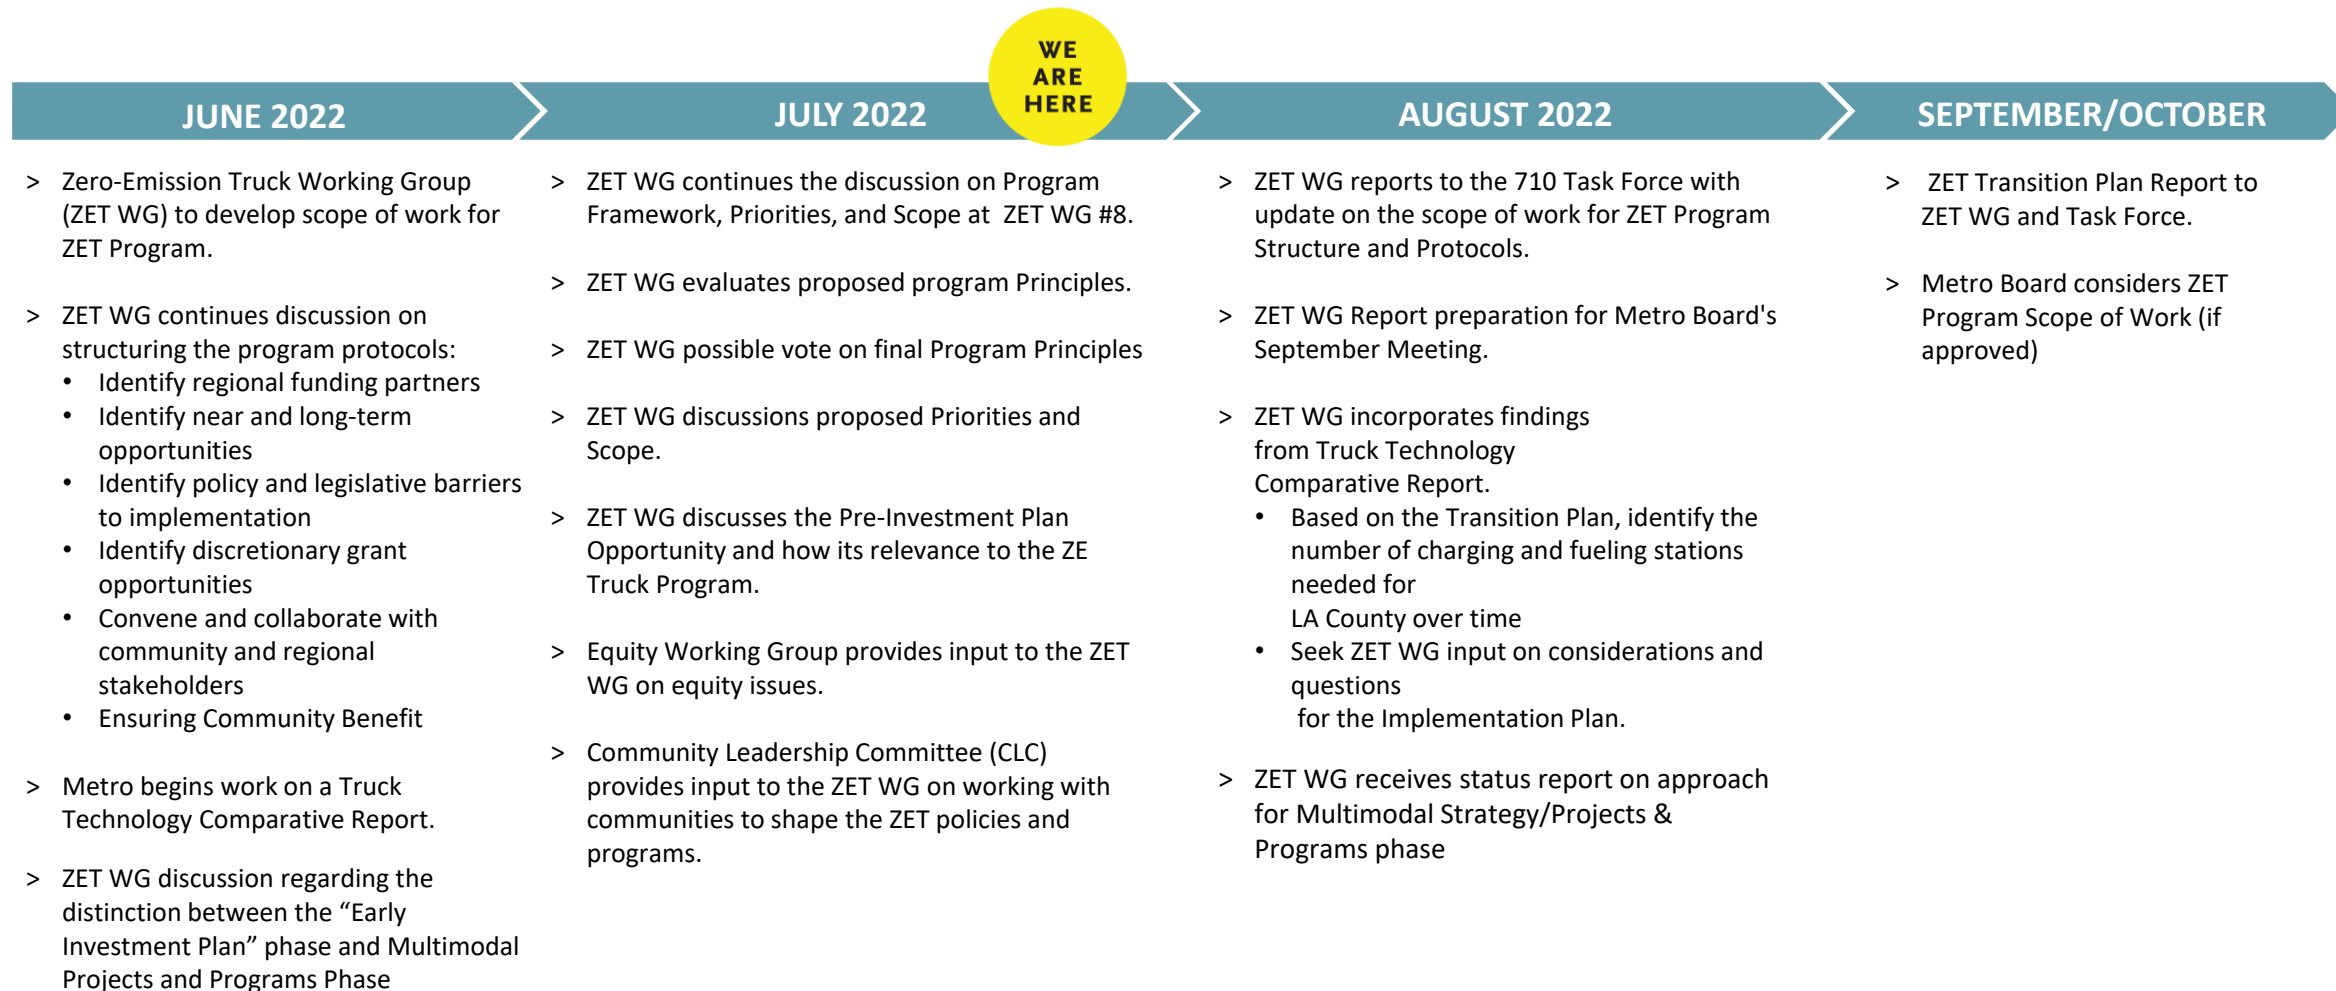 WE
ARE
HERE
JUNE 2022
JULY 2022
AUGUST 2022
SEPTEMBER/OCTOBER
> Zero-Emission Truck Working Group
(ZET WG) to develop scope of work for
ZET Program.
> ZET WG continues discussion on
structuring the program protocols:
• Identify regional funding partners
• Identify near and long-term
opportunities
• Identify policy and legislative barriers
to implementation
• Identify discretionary grant
opportunities
• Convene and collaborate with
community and regional
stakeholders
• Ensuring Community Benefit
> Metro begins work on a Truck
Technology Comparative Report.
> ZET WG discussion regarding the
distinction between the “Early
Investment Plan” phase and Multimodal
Projects and Programs Phase
> ZET WG continues the discussion on Program
Framework, Priorities, and Scope at ZET WG #8.
> ZET WG evaluates proposed program Principles.
> ZET WG possible vote on final Program Principles
> ZET WG discussions proposed Priorities and
Scope.
> ZET WG discusses the Pre-Investment Plan
Opportunity and how its relevance to the ZE
Truck Program.
> Equity Working Group provides input to the ZET
WG on equity issues.
> Community Leadership Committee (CLC)
provides input to the ZET WG on working with
communities to shape the ZET policies and
programs.
> ZET WG reports to the 710 Task Force with
update on the scope of work for ZET Program
Structure and Protocols.
> ZET WG Report preparation for Metro Board's
September Meeting.
> ZET WG incorporates findings
from Truck Technology
Comparative Report.
• Based on the Transition Plan, identify the
number of charging and fueling stations
needed for
LA County over time
• Seek ZET WG input on considerations and
questions
for the Implementation Plan.
> ZET WG receives status report on approach
for Multimodal Strategy/Projects &
Programs phase
> ZET Transition Plan Report to
ZET WG and Task Force.
> Metro Board considers ZET
Program Scope of Work (if
approved)